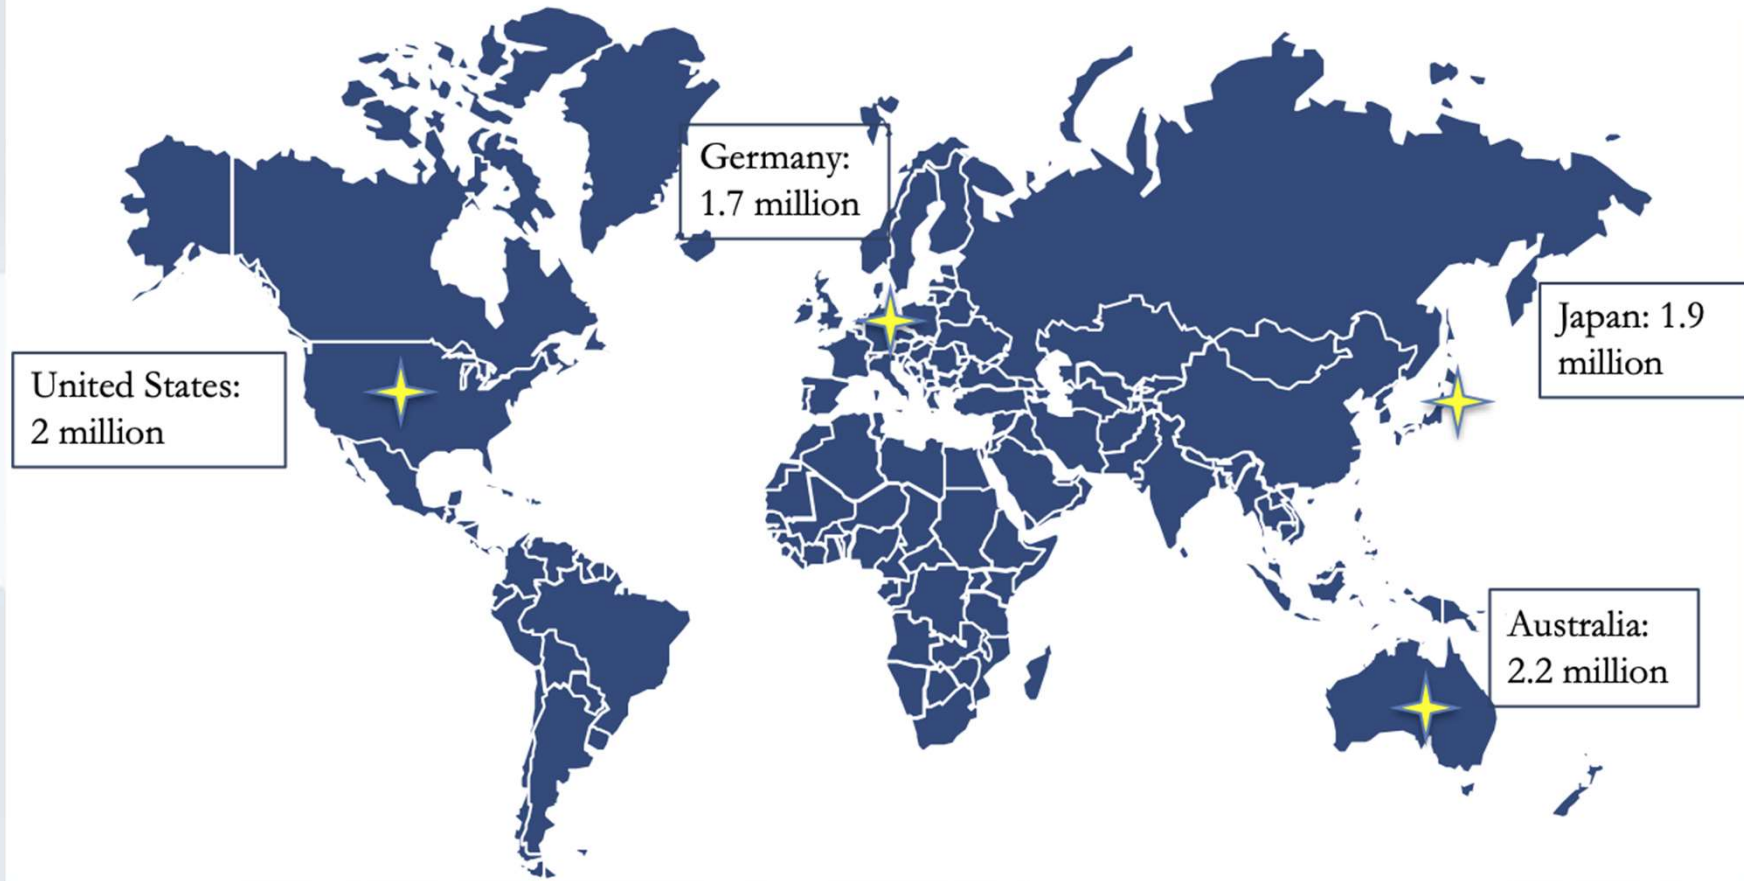 Germany:
1.7 million
Japan: 1.9
million
United States:
2 million
Australia:
2.2 million